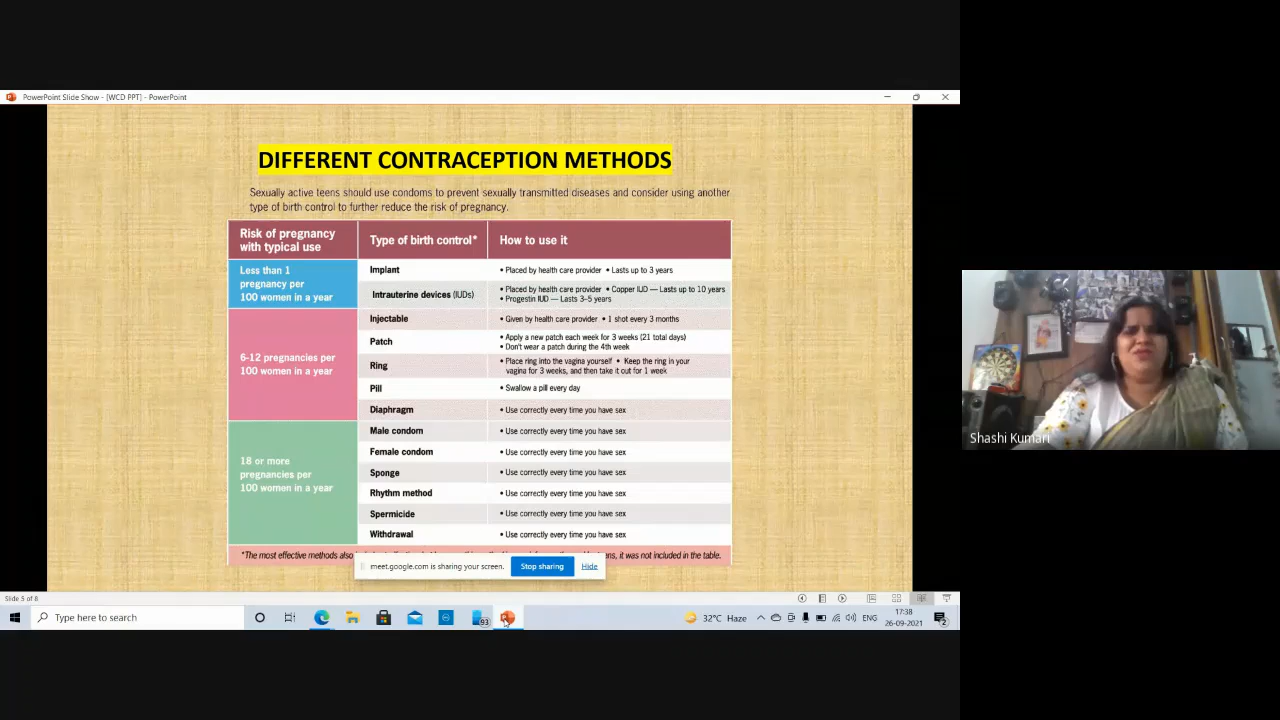 PowerPoint Slide Show - [WCD PPT] - PowerPoint
DIFFERENT CONTRACEPTION METHODS
Sexually active teens should use condoms to prevent sexually transmitted diseases and consider using another
type of birth control to further reduce the risk of pregnancy.
Risk of pregnancy
with typical use
Type of birth control*
How to use it
Less than 1
pregnancy per
100 women in a year
Implant
• Placed by health care provider • Lasts up to 3 years
Intrauterine devices (IUDs)
• Placed by health care provider • Copper IUD — Lasts up to 10 years
• Progestin IUD — Lasts 3–5 years
6-12 pregnancies per
100 women in a year
Injectable
• Given by health care provider • 1 shot every 3 months
Patch
• Apply a new patch each week for 3 weeks (21 total days)
• Don't wear a patch during the 4th week
Ring
• Place ring into the vagina yourself • Keep the ring in your
vagina for 3 weeks, and then take it out for 1 week
Pill
• Swallow a pill every day
Diaphragm
• Use correctly every time you have sex
18 or more
pregnancies per
100 women in a year
Male condom
• Use correctly every time you have sex
Female condom
• Use correctly every time you have sex
Sponge
• Use correctly every time you have sex
Rhythm method
• Use correctly every time you have sex
Spermicide
• Use correctly every time you have sex
Withdrawal
• Use correctly every time you have sex
*The most effective methods also it was not included in the table.
meet.google.com is sharing your screen.
Stop sharing
Hide
Shashi Kumari
Slide 5 of 8
Type here to search
93
32°C Haze
ENG
17:38
26-09-2021
2